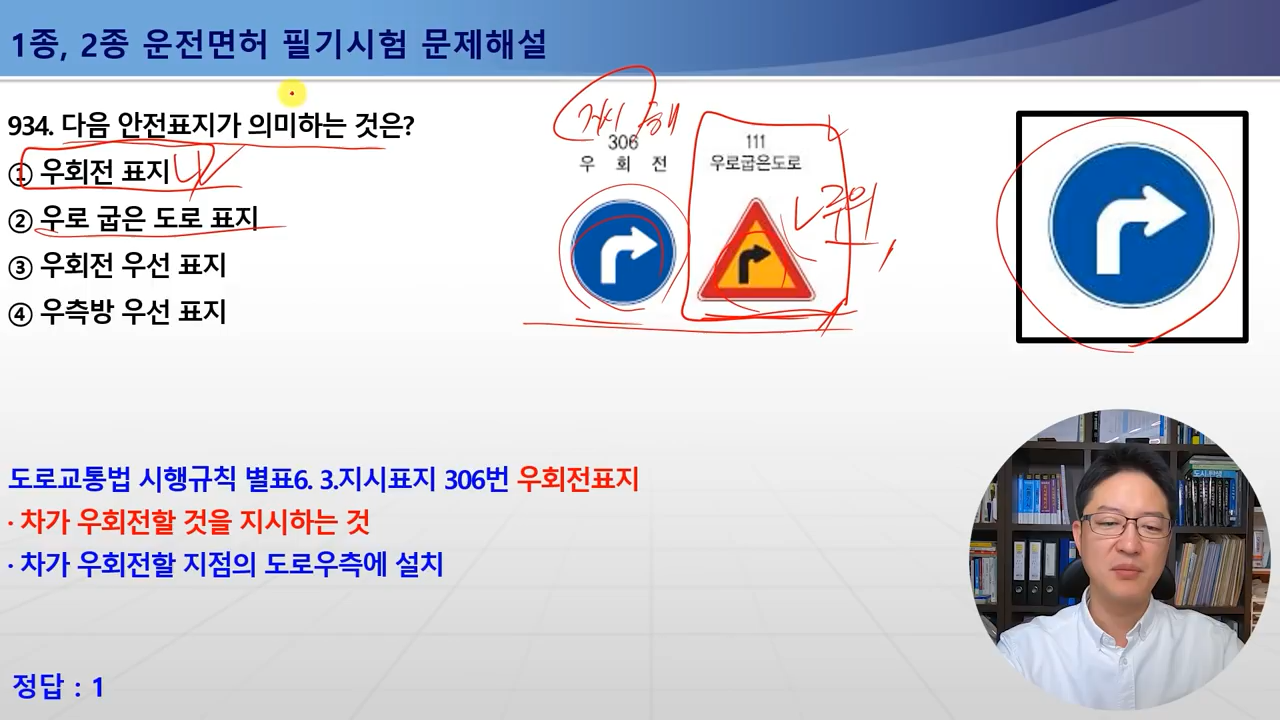 1종, 2종 운전면허 필기시험 문제해설
934. 다음 안전표지가 의미하는 것은?
① 우회전 표지
② 우로 굽은 도로 표지
③ 우회전 우선 표지
④ 우측방 우선 표지
지시
306
우 회 전
111
우로굽은도로
주의
도로교통법 시행규칙 별표6. 3.지시표지 306번 우회전표지
· 차가 우회전할 것을 지시하는 것
· 차가 우회전할 지점의 도로우측에 설치
정답 : 1